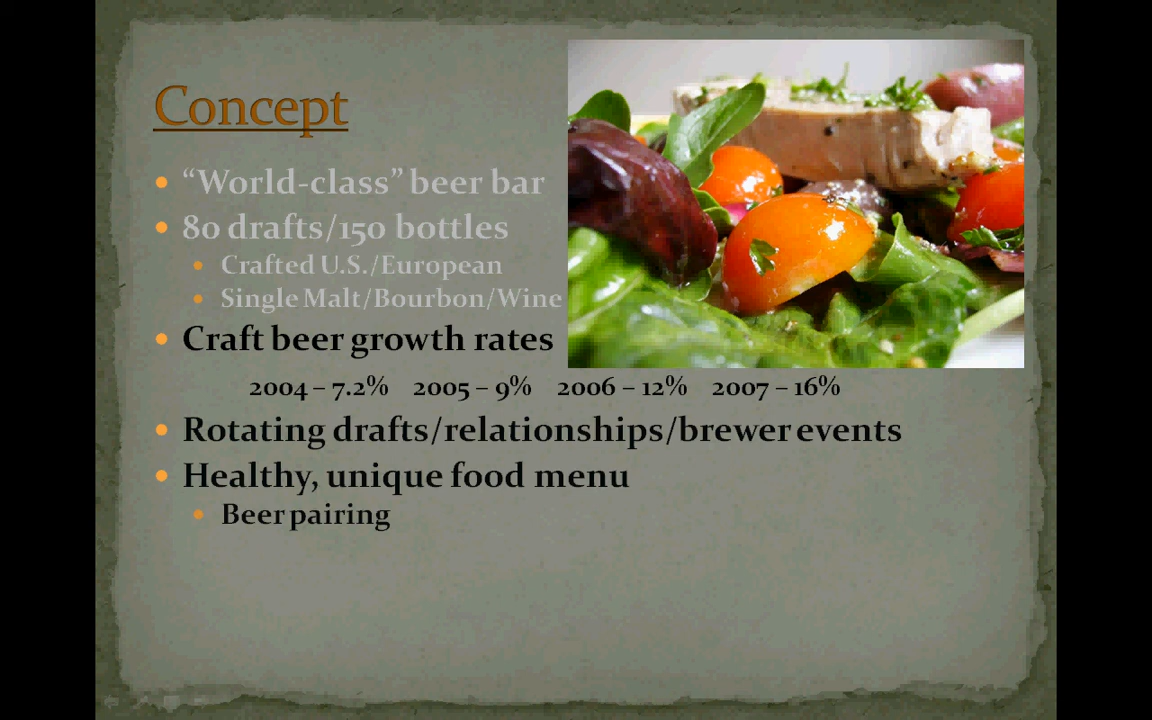 Concept
“World-class” beer bar
80 drafts/150 bottles
Crafted U.S./European
Single Malt/Bourbon/Wine
Craft beer growth rates
2004 – 7.2% 2005 – 9% 2006 – 12% 2007 – 16%
Rotating drafts/relationships/brewer events
Healthy, unique food menu
Beer pairing